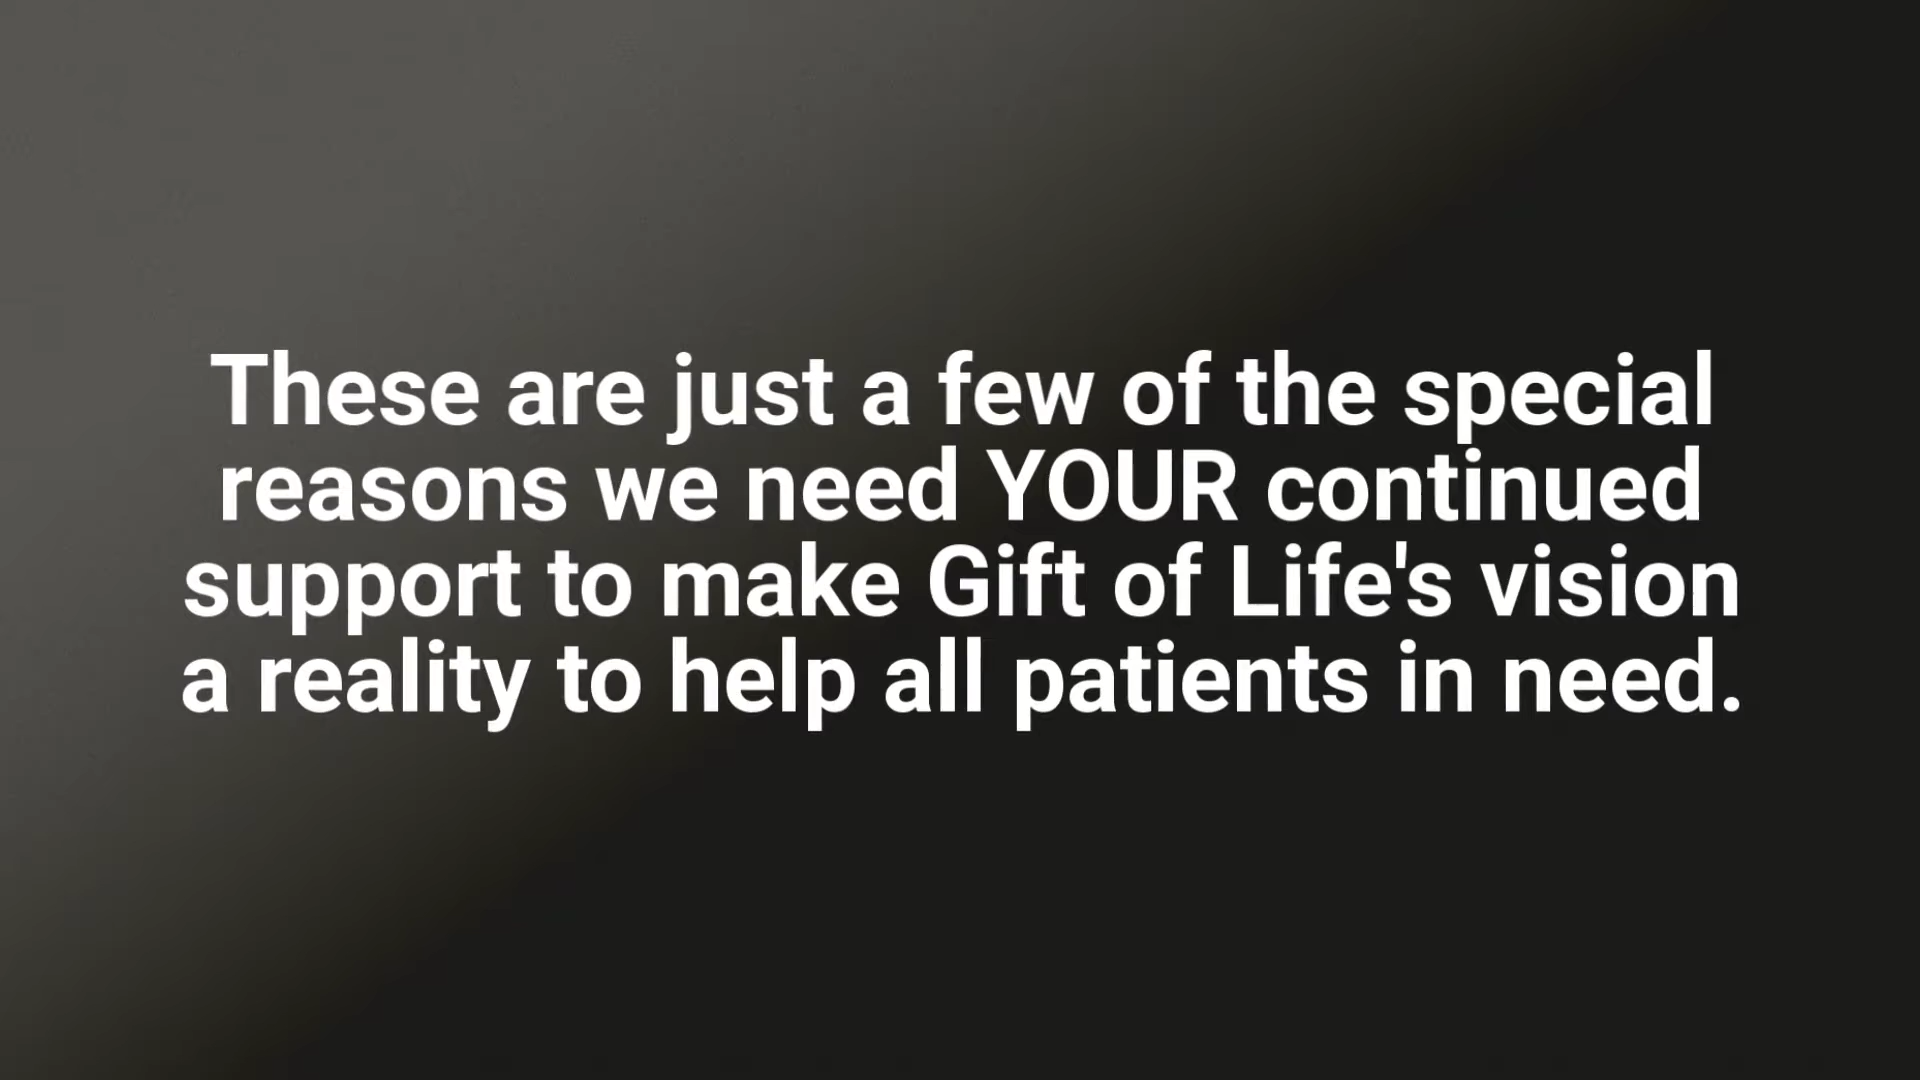 These are just a few of the special
reasons we need YOUR continued
support to make Gift of Life's vision
a reality to help all patients in need.